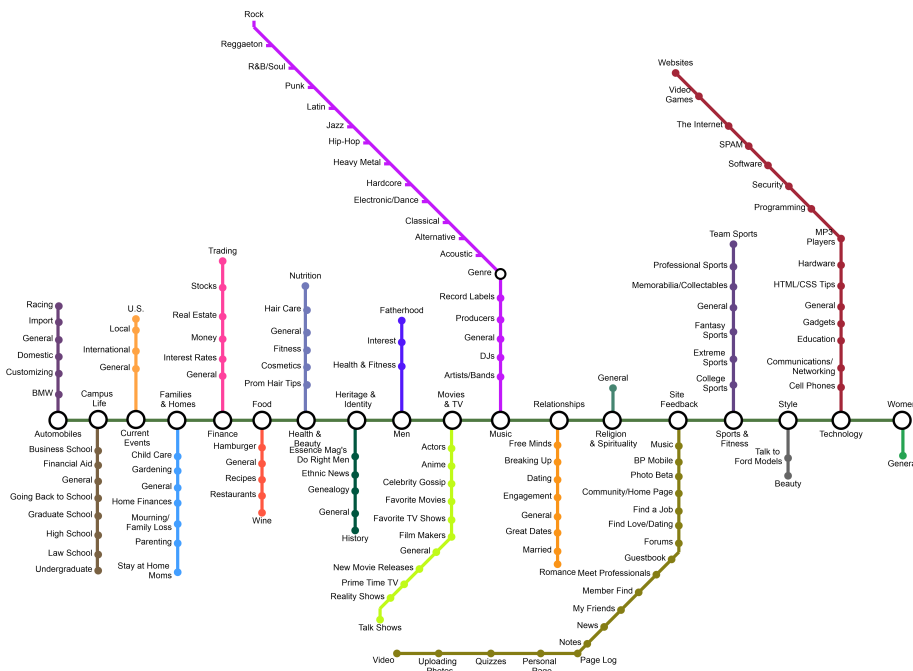 Rock
Reggaeton
R&B/Soul
Punk
Latin
Jazz
Hip-Hop
Heavy Metal
Hardcore
Electronic/Dance
Classical
Alternative
Acoustic
Genre
Record Labels
Producers
General
DJs
Artists/Bands
Music
Websites
Video
Games
The Internet
SPAM
Software
Security
Programming
MP3
Players
Hardware
HTML/CSS Tips
General
Gadgets
Education
Communications/
Networking
Cell Phones
Technology
Team Sports
Professional Sports
Memorabilia/Collectables
General
Fantasy
Sports
Extreme
Sports
College
Sports
Sports &
Fitness
Racing
Import
General
Domestic
Customizing
BMW
Automobiles
Campus
Life
Business School
Financial Aid
General
Going Back to School
Graduate School
High School
Law School
Undergraduate
U.S.
Local
International
General
Current
Events
Families
& Homes
Child Care
Gardening
General
Home Finances
Mourning/
Family Loss
Parenting
Stay at Home
Moms
Trading
Stocks
Real Estate
Money
Interest Rates
General
Finance
Food
Hamburger
General
Recipes
Restaurants
Wine
Nutrition
Hair Care
General
Fitness
Cosmetics
Prom Hair Tips
Health &
Beauty
Heritage &
Identity
Essence Mag's
Do Right Men
Ethnic News
Genealogy
General
History
Fatherhood
Interest
Health & Fitness
Men
Movies
& TV
Actors
Anime
Celebrity Gossip
Favorite Movies
Favorite TV Shows
Film Makers
General
New Movie Releases
Prime Time TV
Reality Shows
Talk Shows
Relationships
Free Minds
Breaking Up
Dating
Engagement
General
Great Dates
Married
Romance
General
Religion
& Spirituality
Site
Feedback
Music
BP Mobile
Photo Beta
Community/Home Page
Find a Job
Find Love/Dating
Forums
Guestbook
Meet Professionals
Member Find
My Friends
News
Notes
Page Log
Personal
Page
Quizzes
Uploading
Photos
Video
Style
Talk to
Ford Models
Beauty
Women
General